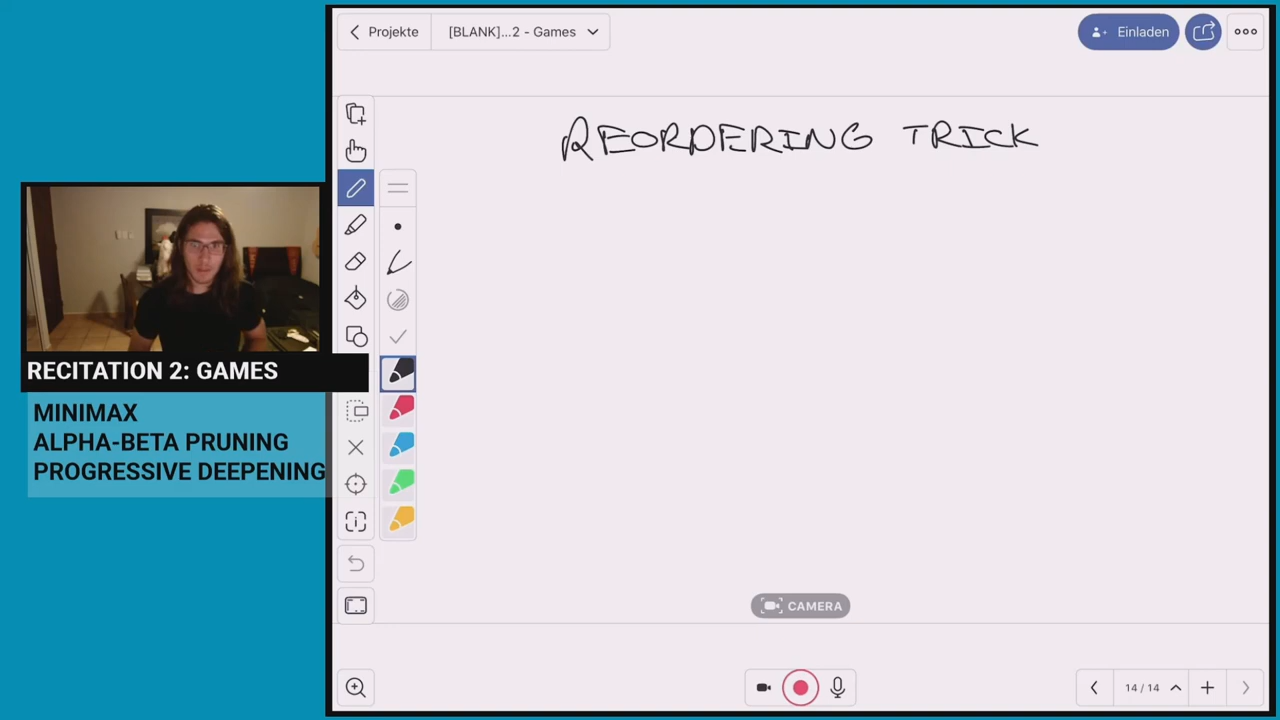 Projekte
[BLANK]...2 - Games
Einladen
REORDERING TRICK
RECITATION 2: GAMES
MINIMAX
ALPHA-BETA PRUNING
PROGRESSIVE DEEPENING
CAMERA
14 / 14